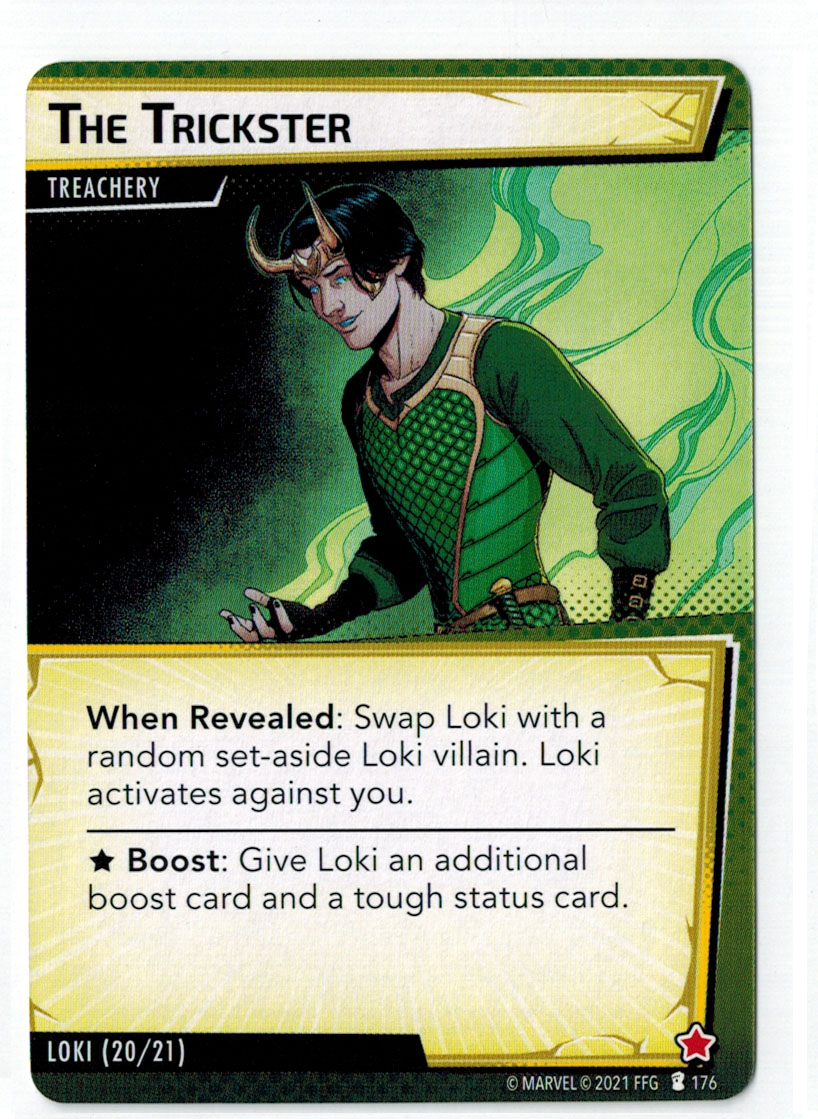 THE TRICKSTER
TREACHERY
When Revealed: Swap Loki with a
random set-aside Loki villain. Loki
activates against you.
★ Boost: Give Loki an additional
boost card and a tough status card.
LOKI (20/21)
© MARVEL © 2021 FFG 176